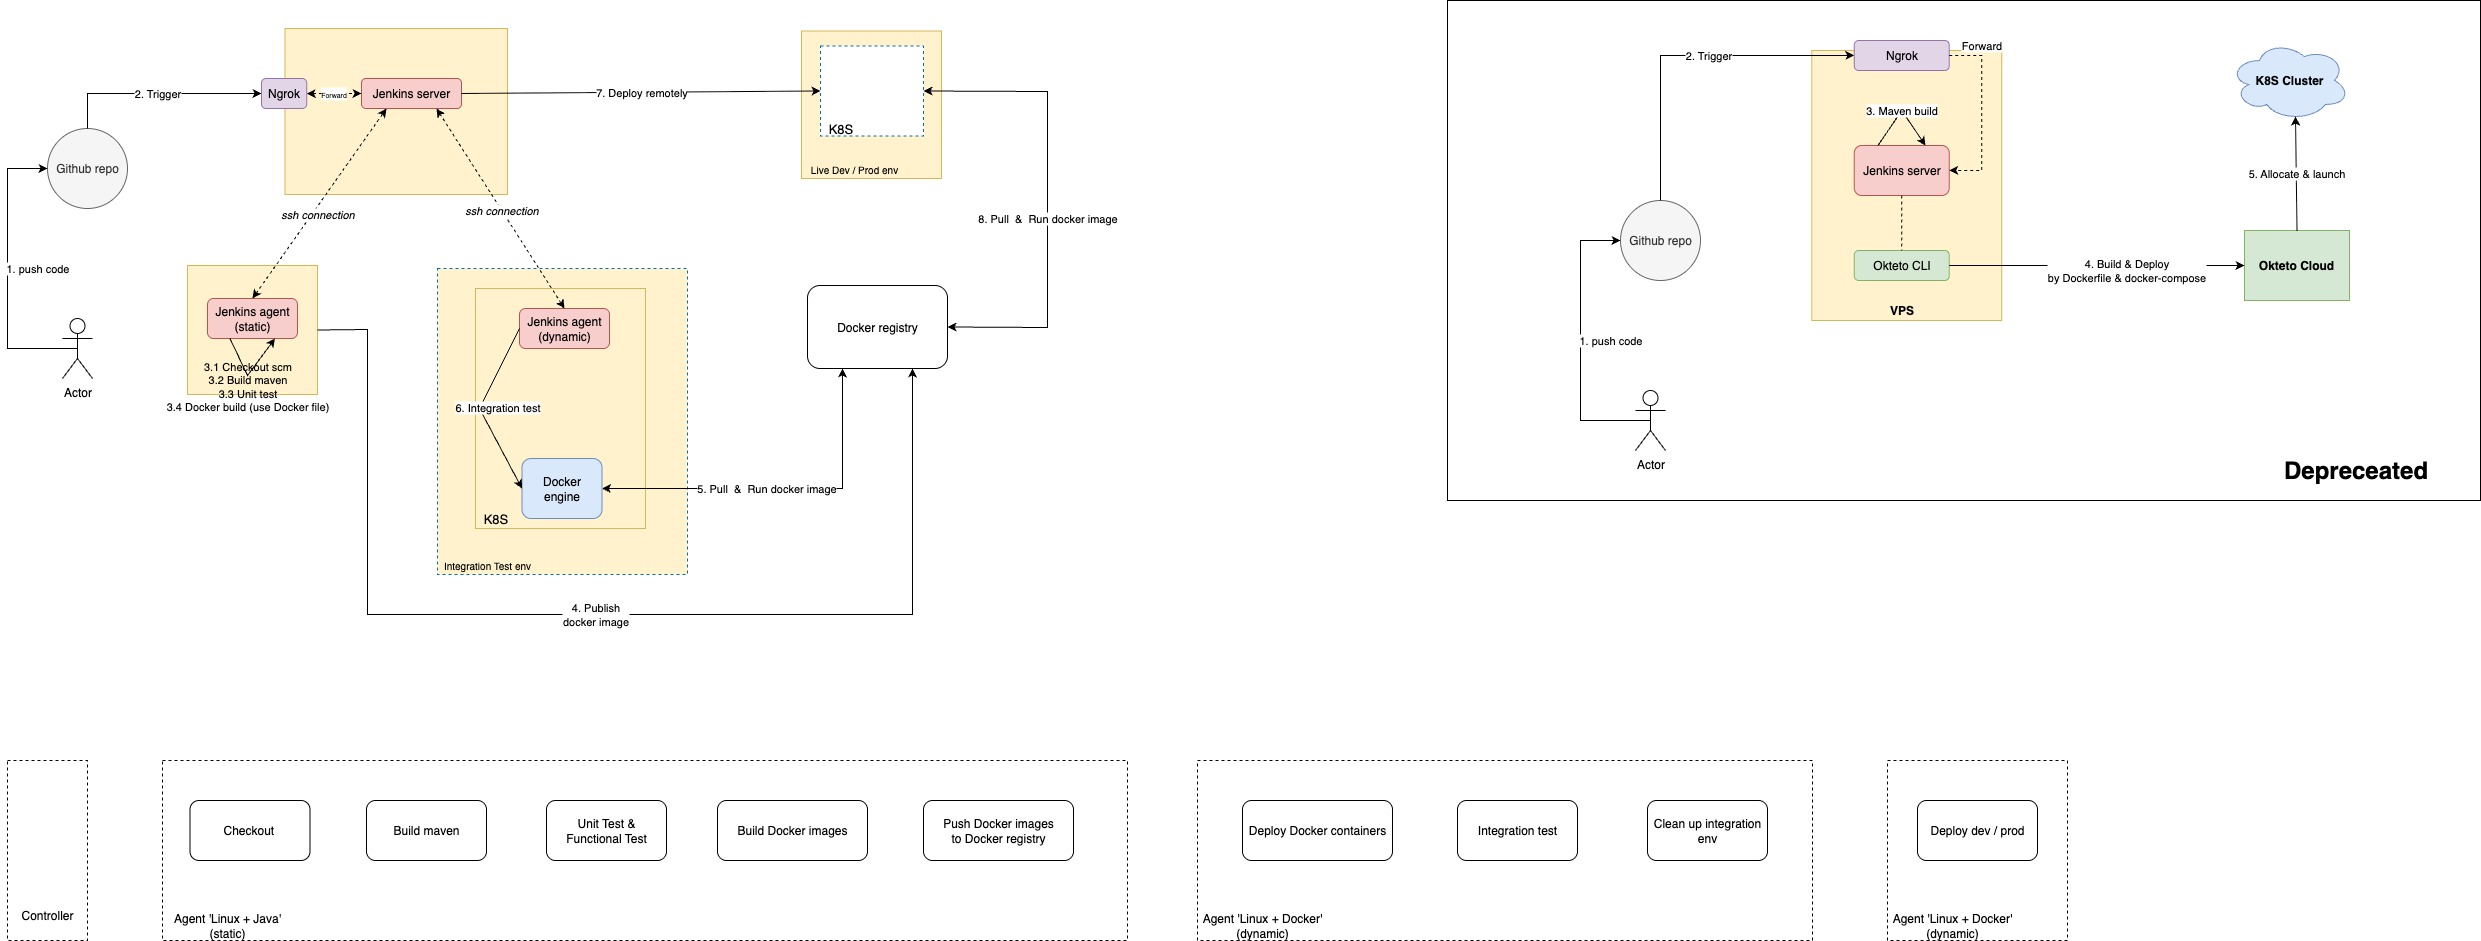 2. Trigger
Ngrok
"Forward
Jenkins server
7. Deploy remotely
K8S
Live Dev / Prod env
Github repo
ssh connection
ssh connection
8. Pull & Run docker image
1. push code
Actor
Jenkins agent
(static)
3.1 Checkout scm
3.2 Build maven
3.3 Unit test
3.4 Docker build (use Docker file)
Jenkins agent
(dynamic)
6. Integration test
Docker
engine
K8S
Integration Test env
Docker registry
5. Pull & Run docker image
4. Publish
docker image
2. Trigger
Ngrok
Forward
3. Maven build
Jenkins server
Okteto CLI
VPS
Github repo
1. push code
Actor
4. Build & Deploy
by Dockerfile & docker-compose
K8S Cluster
5. Allocate & launch
Okteto Cloud
Depreceated
Controller
Checkout
Build maven
Unit Test &
Functional Test
Build Docker images
Push Docker images
to Docker registry
Agent 'Linux + Java'
(static)
Deploy Docker containers
Integration test
Clean up integration
env
Agent 'Linux + Docker'
(dynamic)
Deploy dev / prod
Agent 'Linux + Docker'
(dynamic)